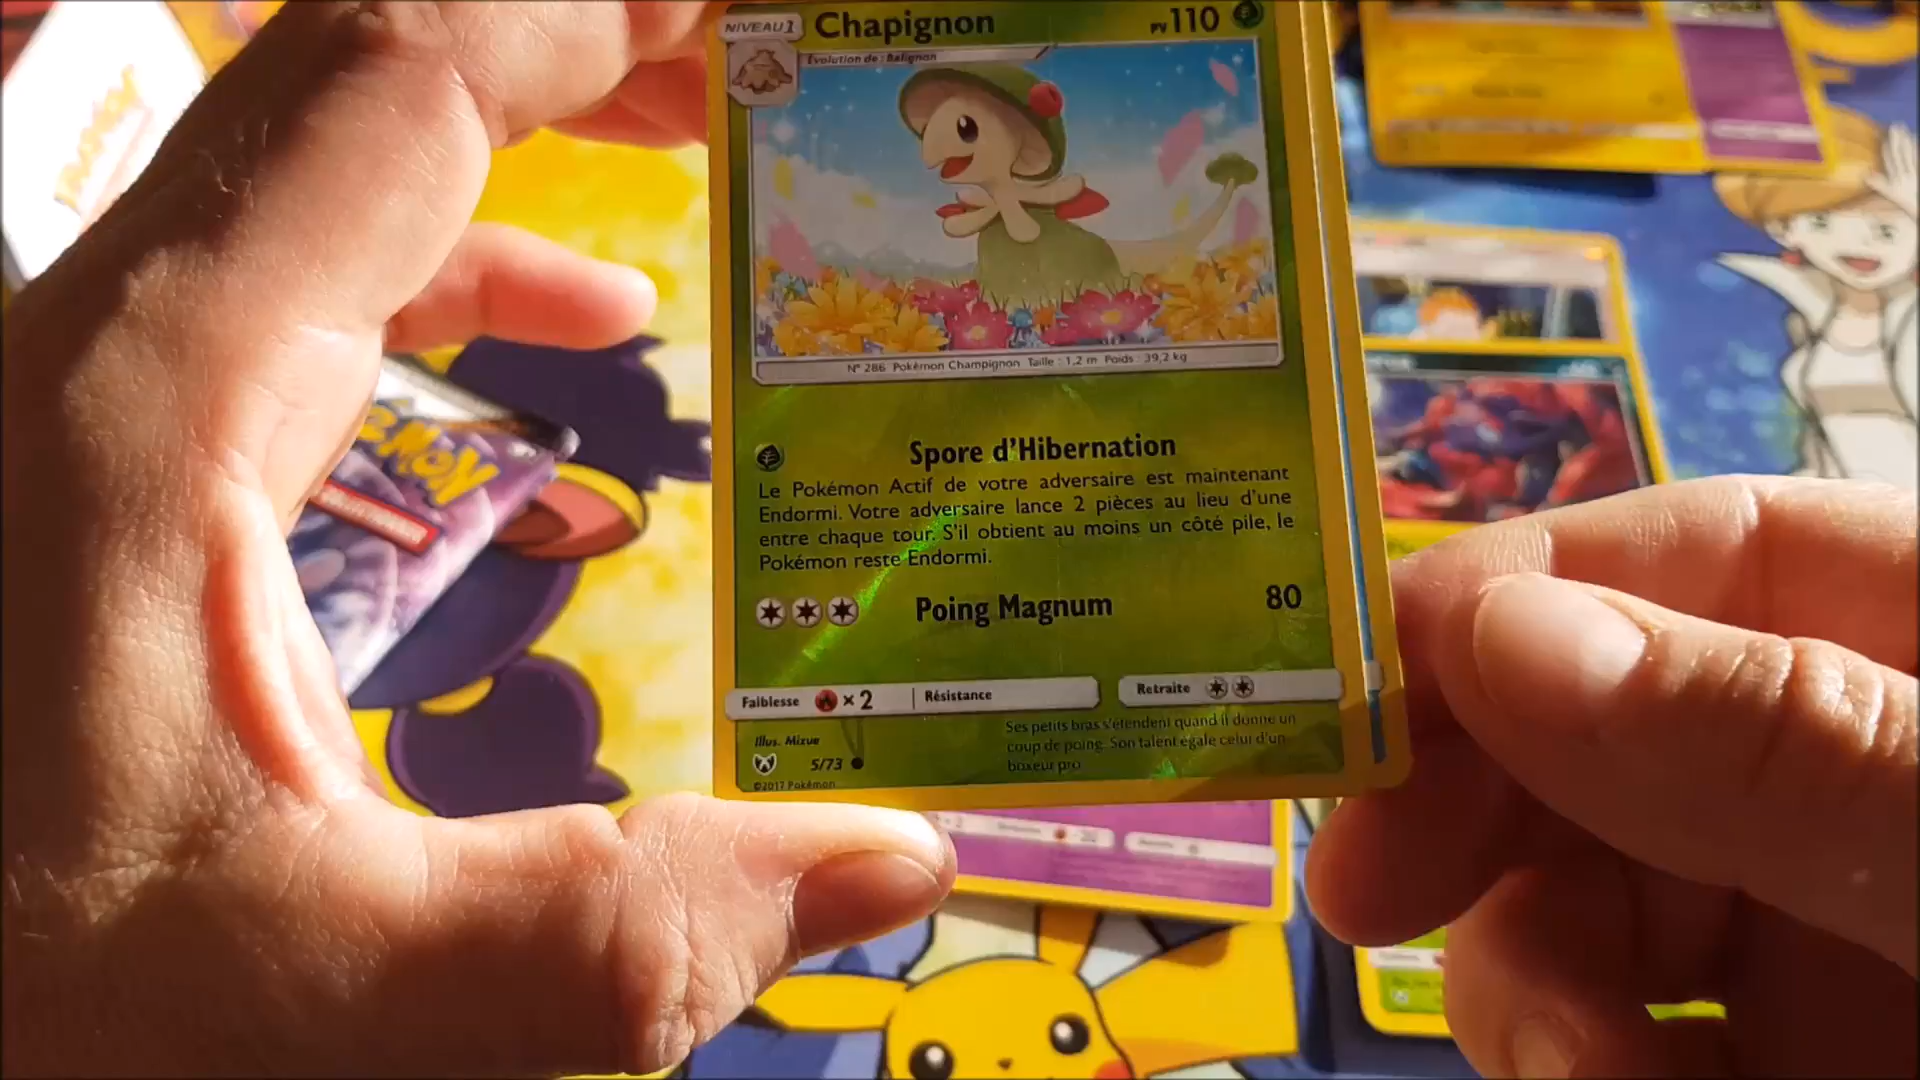 NIVEAU 1 Chapignon PV 110
Évolution de : Balignon
N° 286 Pokémon Champignon Taille : 1,2 m Poids : 39,2 kg
Spore d'Hibernation
Le Pokémon Actif de votre adversaire est maintenant
Endormi. Votre adversaire lance 2 pièces au lieu d'une
entre chaque tour. S'il obtient au moins un côté pile, le
Pokémon reste Endormi.
Poing Magnum 80
Faiblesse × 2 Résistance Retraite
Illus. Mizue
5/73
©2017 Pokémon
Ses petits bras s'étendent quand il donne un
coup de poing. Son talent égale celui d'un
boxeur pro.
POKÉMON